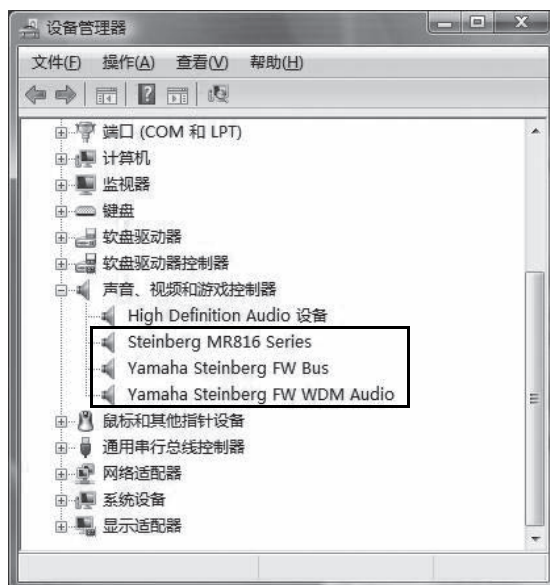 设备管理器
文件(F) 操作(A) 查看(V) 帮助(H)
端口 (COM 和 LPT)
计算机
监视器
键盘
软盘驱动器
软盘驱动器控制器
声音、视频和游戏控制器
High Definition Audio 设备
Steinberg MR816 Series
Yamaha Steinberg FW Bus
Yamaha Steinberg FW WDM Audio
鼠标和其他指针设备
通用串行总线控制器
网络适配器
系统设备
显示适配器